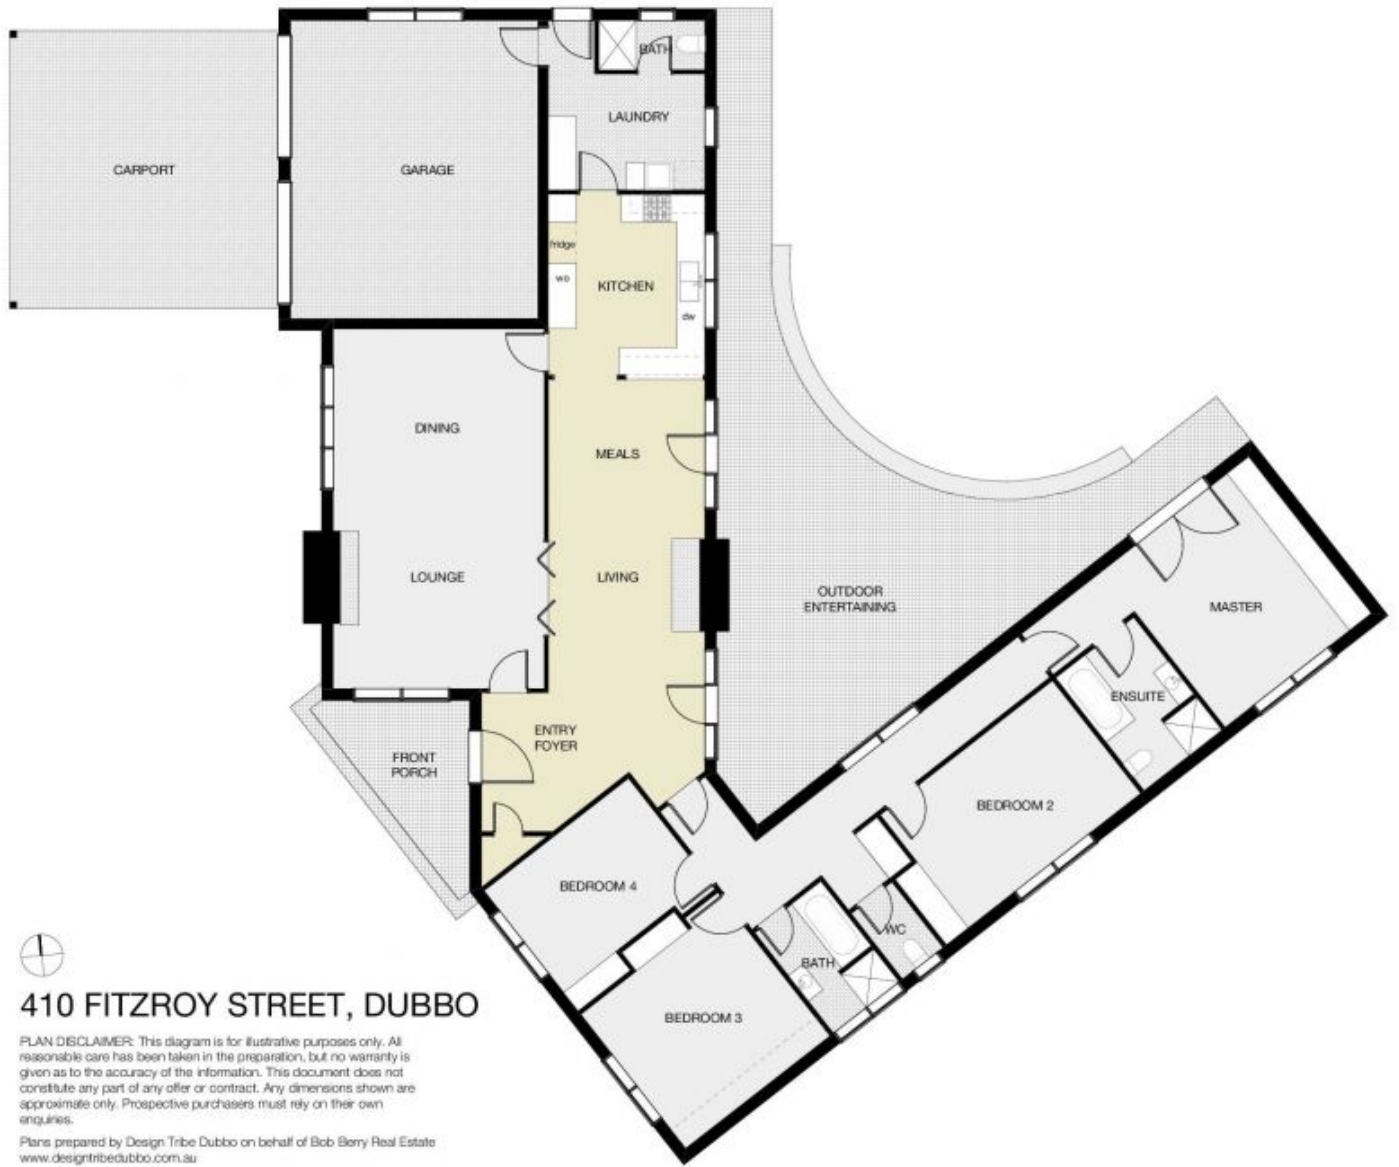 BATH
LAUNDRY
CARPORT
GARAGE
fridge
wo
KITCHEN
dw
DINING
MEALS
LOUNGE
LIVING
OUTDOOR
ENTERTAINING
MASTER
ENSUITE
ENTRY
FOYER
FRONT
PORCH
BEDROOM 2
BEDROOM 4
WC
BATH
BEDROOM 3
410 FITZROY STREET, DUBBO
PLAN DISCLAIMER: This diagram is for illustrative purposes only. All
reasonable care has been taken in the preparation, but no warranty is
given as to the accuracy of the information. This document does not
constitute any part of any offer or contract. Any dimensions shown are
approximate only. Prospective purchasers must rely on their own
enquiries.
Plans prepared by Design Tribe Dubbo on behalf of Bob Berry Real Estate
www.designtribedubbo.com.au